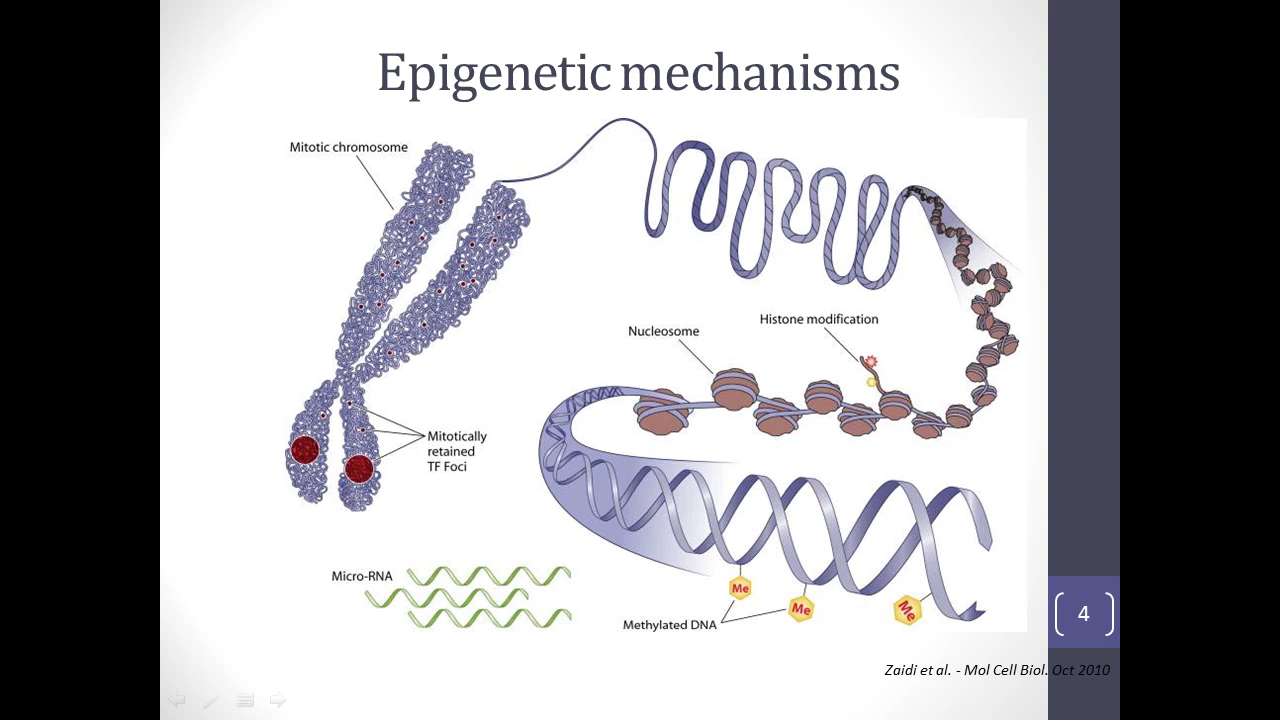 Epigenetic mechanisms
Mitotic chromosome
Nucleosome
Histone modification
Mitotically
retained
TF Foci
Micro-RNA
Me
Me
Me
Methylated DNA
4
Zaidi et al. - Mol Cell Biol. Oct 2010